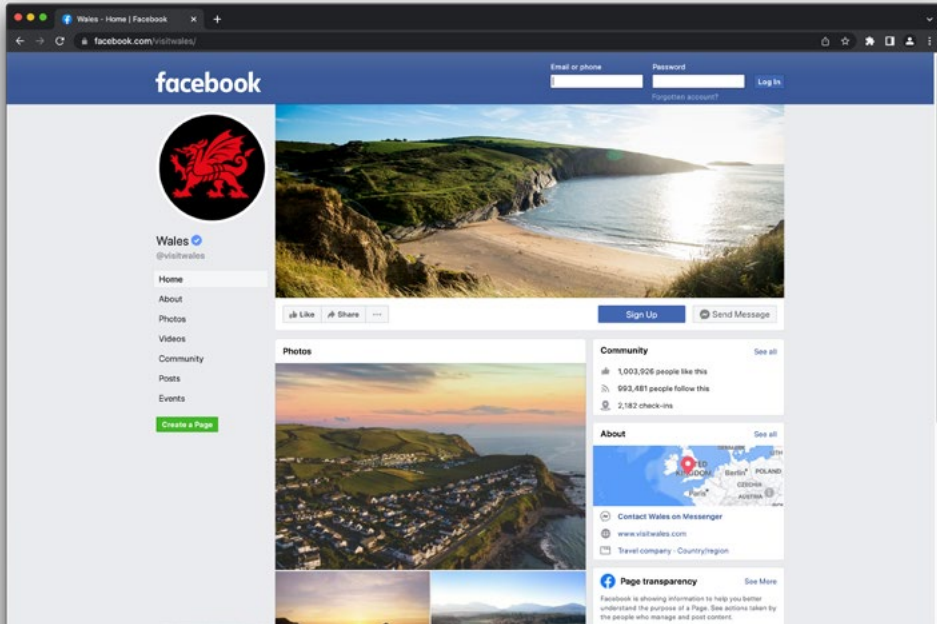 Wales - Home | Facebook
facebook.com/visitwales/
facebook
Email or phone
Password
Log In
Forgotten account?
Wales
@visitwales
Home
About
Photos
Videos
Community
Posts
Events
Create a Page
Like
Share
Sign Up
Send Message
Photos
Community
See all
1,003,926 people like this
993,481 people follow this
2,182 check-ins
About
See all
Berlin
POLAND
Paris
CZECHIA
AUSTRIA
Contact Wales on Messenger
www.visitwales.com
Travel company · Country/region
Page transparency
See More
Facebook is showing information to help you better
understand the purpose of a Page. See actions taken by
the people who manage and post content.